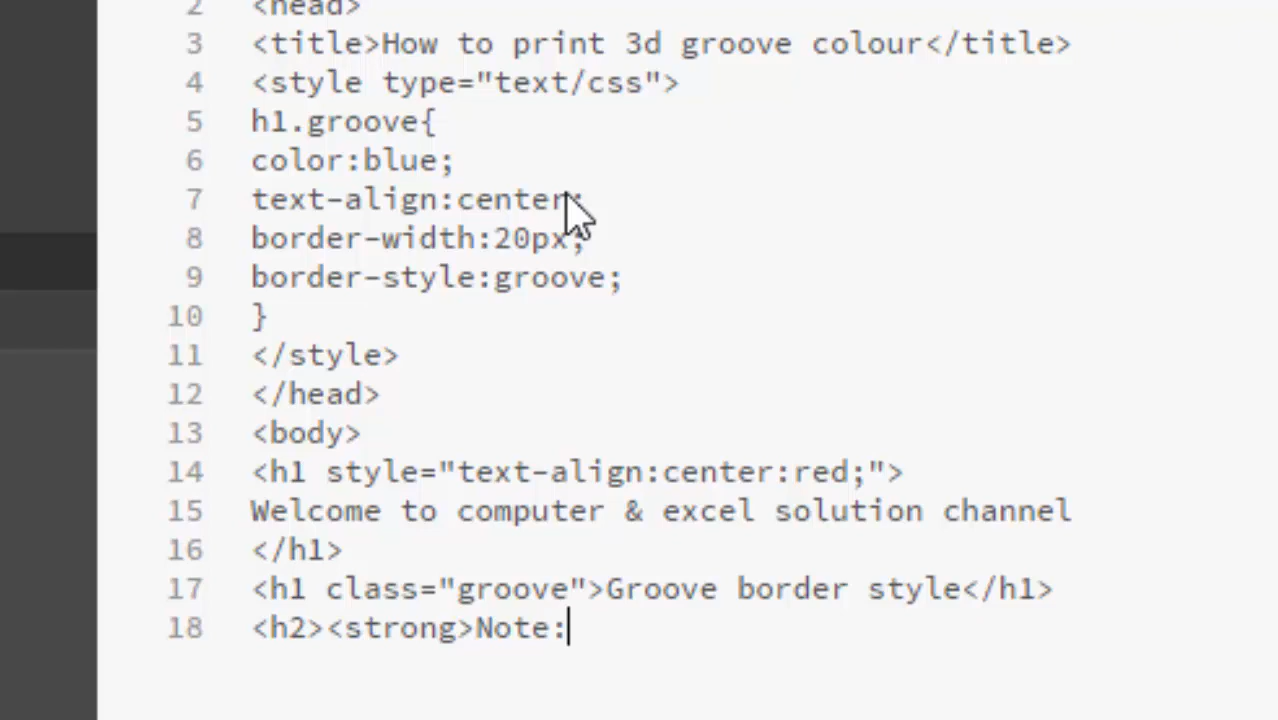 2 <head>
3 <title>How to print 3d groove colour</title>
4 <style type="text/css">
5 h1.groove{
6 color:blue;
7 text-align:center;
8 border-width:20px;
9 border-style:groove;
10 }
11 </style>
12 </head>
13 <body>
14 <h1 style="text-align:center:red;">
15 Welcome to computer & excel solution channel
16 </h1>
17 <h1 class="groove">Groove border style</h1>
18 <h2><strong>Note: